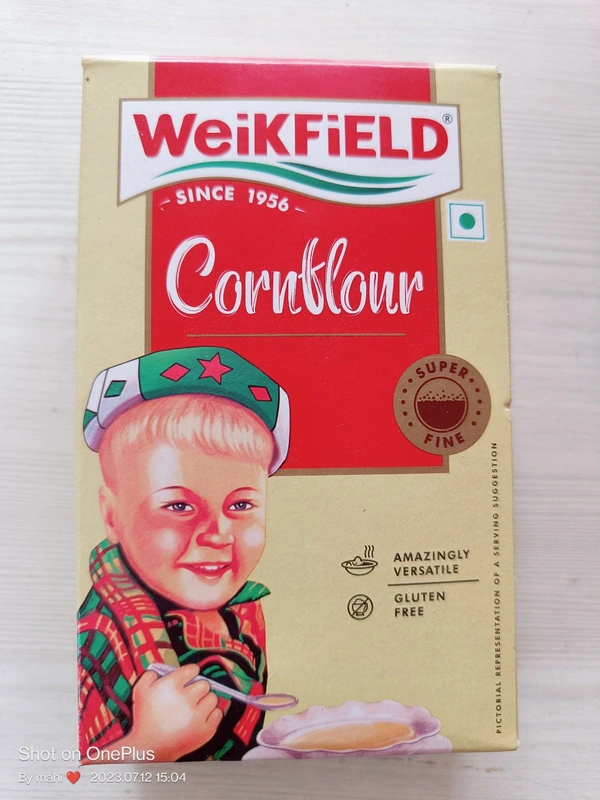 WeiKFiELD®
SINCE 1956
Cornflour
SUPER
FINE
AMAZINGLY
VERSATILE
GLUTEN
FREE
PICTORIAL REPRESENTATION OF A SERVING SUGGESTION
Shot on OnePlus
By mahi❤️ 2023.07.12 15:04